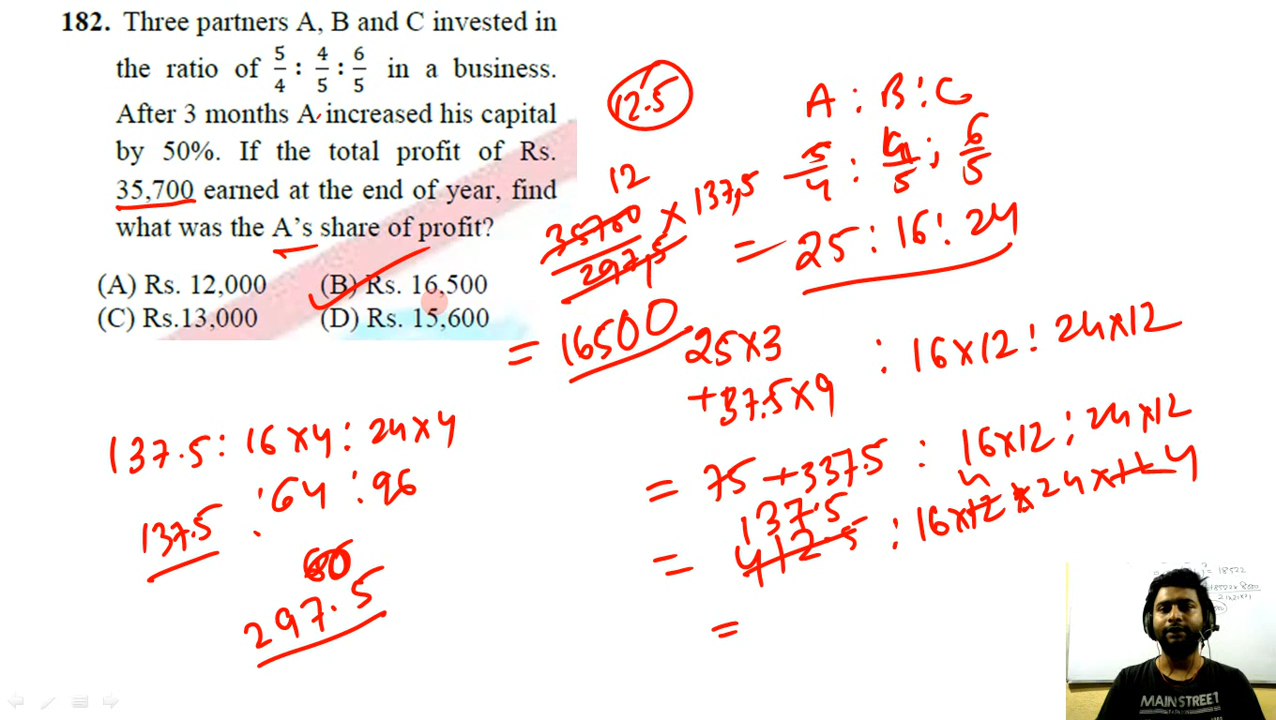 182. Three partners A, B and C invested in
the ratio of 5/4 : 4/5 : 6/5 in a business.
After 3 months A increased his capital
by 50%. If the total profit of Rs.
35,700 earned at the end of year, find
what was the A's share of profit?
(A) Rs. 12,000 (B) Rs. 16,500
(C) Rs.13,000 (D) Rs. 15,600
12.5
A : B : C
5/4 : 4/5 : 6/5
= 25 : 16 : 24
12
35700/297.5 × 137.5
= 16500
25×3 +37.5×9 : 16×12 : 24×12
= 75 + 337.5 : 16×12 : 24×12
137.5 4
= 412.5 : 16×12 : 24×12 4
=
137.5 : 16×4 : 24×4
137.5 : 64 : 96
297.5
MAIN STREET